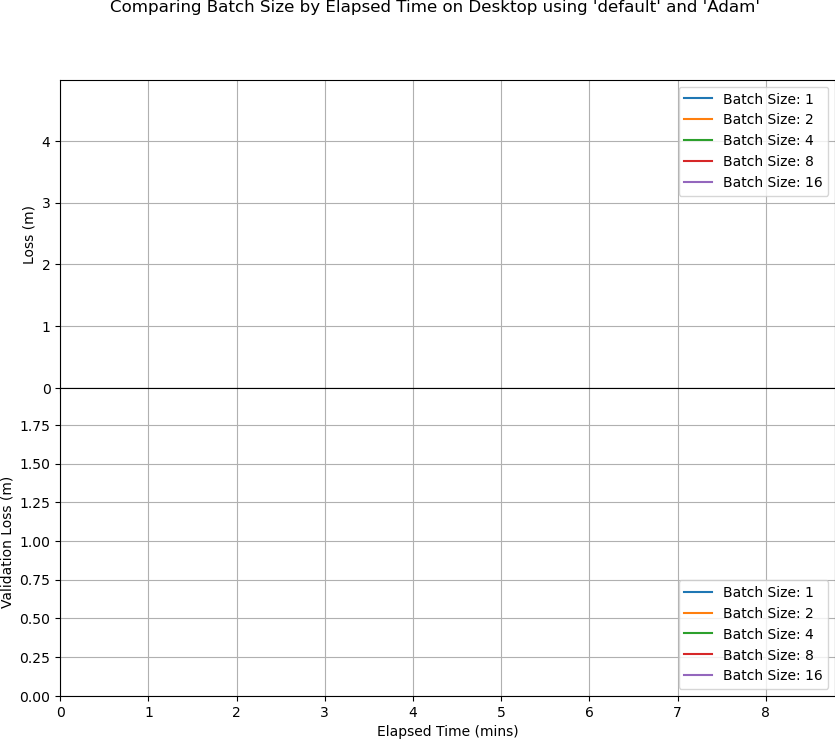 Comparing Batch Size by Elapsed Time on Desktop using 'default' and 'Adam'
Batch Size: 1
Batch Size: 2
Batch Size: 4
Batch Size: 8
Batch Size: 16
4
3
2
1
0
Loss (m)
1.75
1.50
1.25
1.00
0.75
0.50
0.25
0.00
Validation Loss (m)
Batch Size: 1
Batch Size: 2
Batch Size: 4
Batch Size: 8
Batch Size: 16
0 1 2 3 4 5 6 7 8
Elapsed Time (mins)